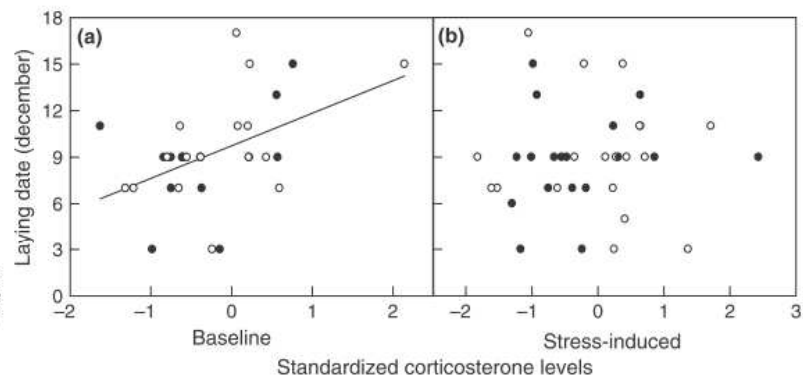 18
15
12
9
6
3
0
Laying date (december)
(a)
(b)
−2 −1 0 1 2
−2 −1 0 1 2 3
Baseline
Stress-induced
Standardized corticosterone levels